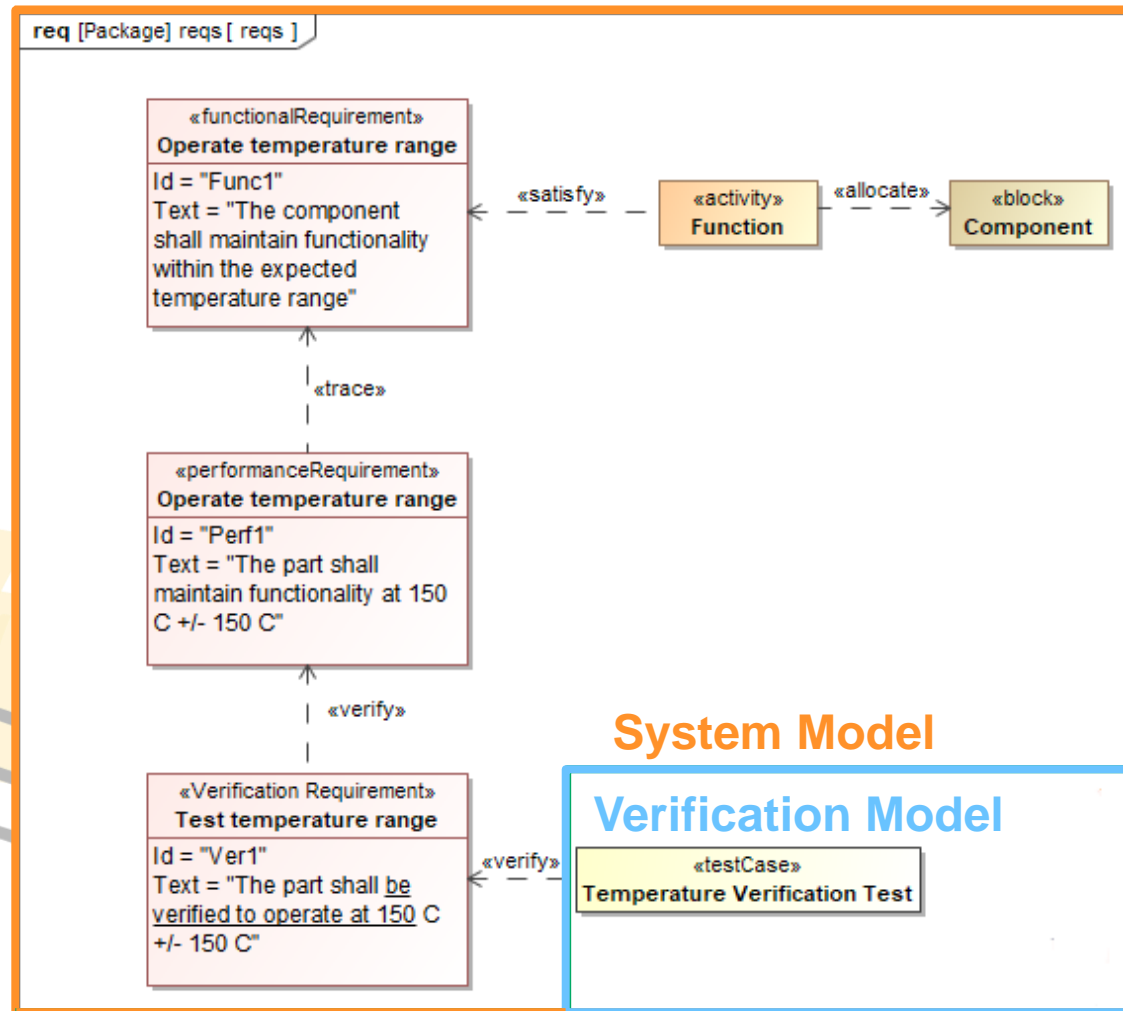 req [Package] reqs [ reqs ]
«functionalRequirement»
Operate temperature range
Id = "Func1"
Text = "The component
shall maintain functionality
within the expected
temperature range"
«satisfy»
«activity»
Function
«allocate»
«block»
Component
«trace»
«performanceRequirement»
Operate temperature range
Id = "Perf1"
Text = "The part shall
maintain functionality at 150
C +/- 150 C"
«verify»
System Model
«Verification Requirement»
Test temperature range
Id = "Ver1"
Text = "The part shall be
verified to operate at 150 C
+/- 150 C"
«verify»
Verification Model
«testCase»
Temperature Verification Test